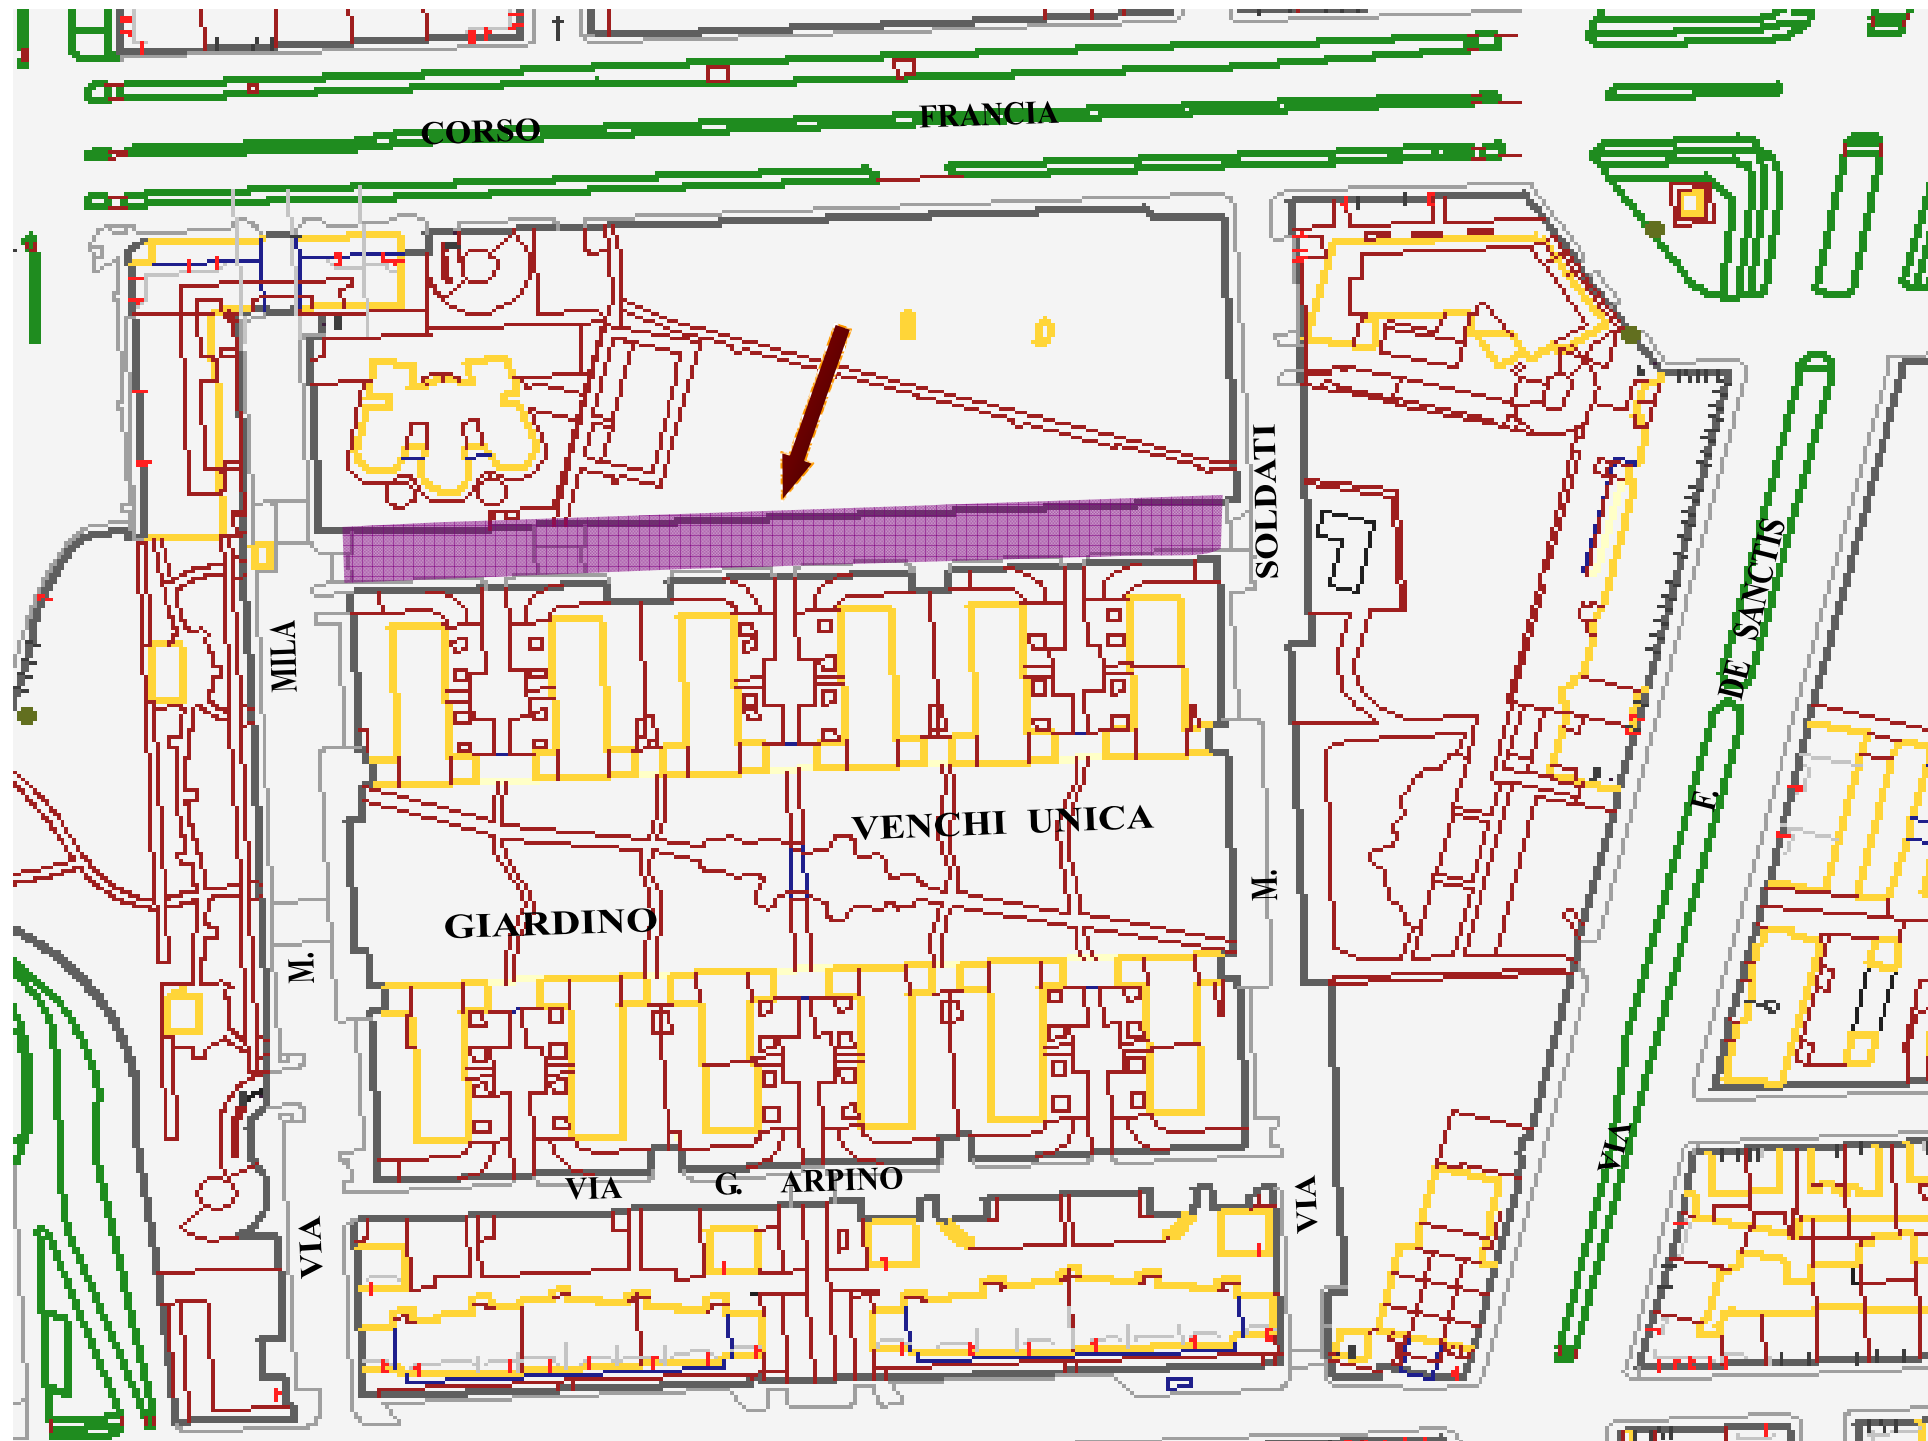 CORSO FRANCIA
SOLDATI
M.
VIA
MILA
M.
VIA
DE SANCTIS
F.
VIA
VENCHI UNICA
GIARDINO
VIA G. ARPINO